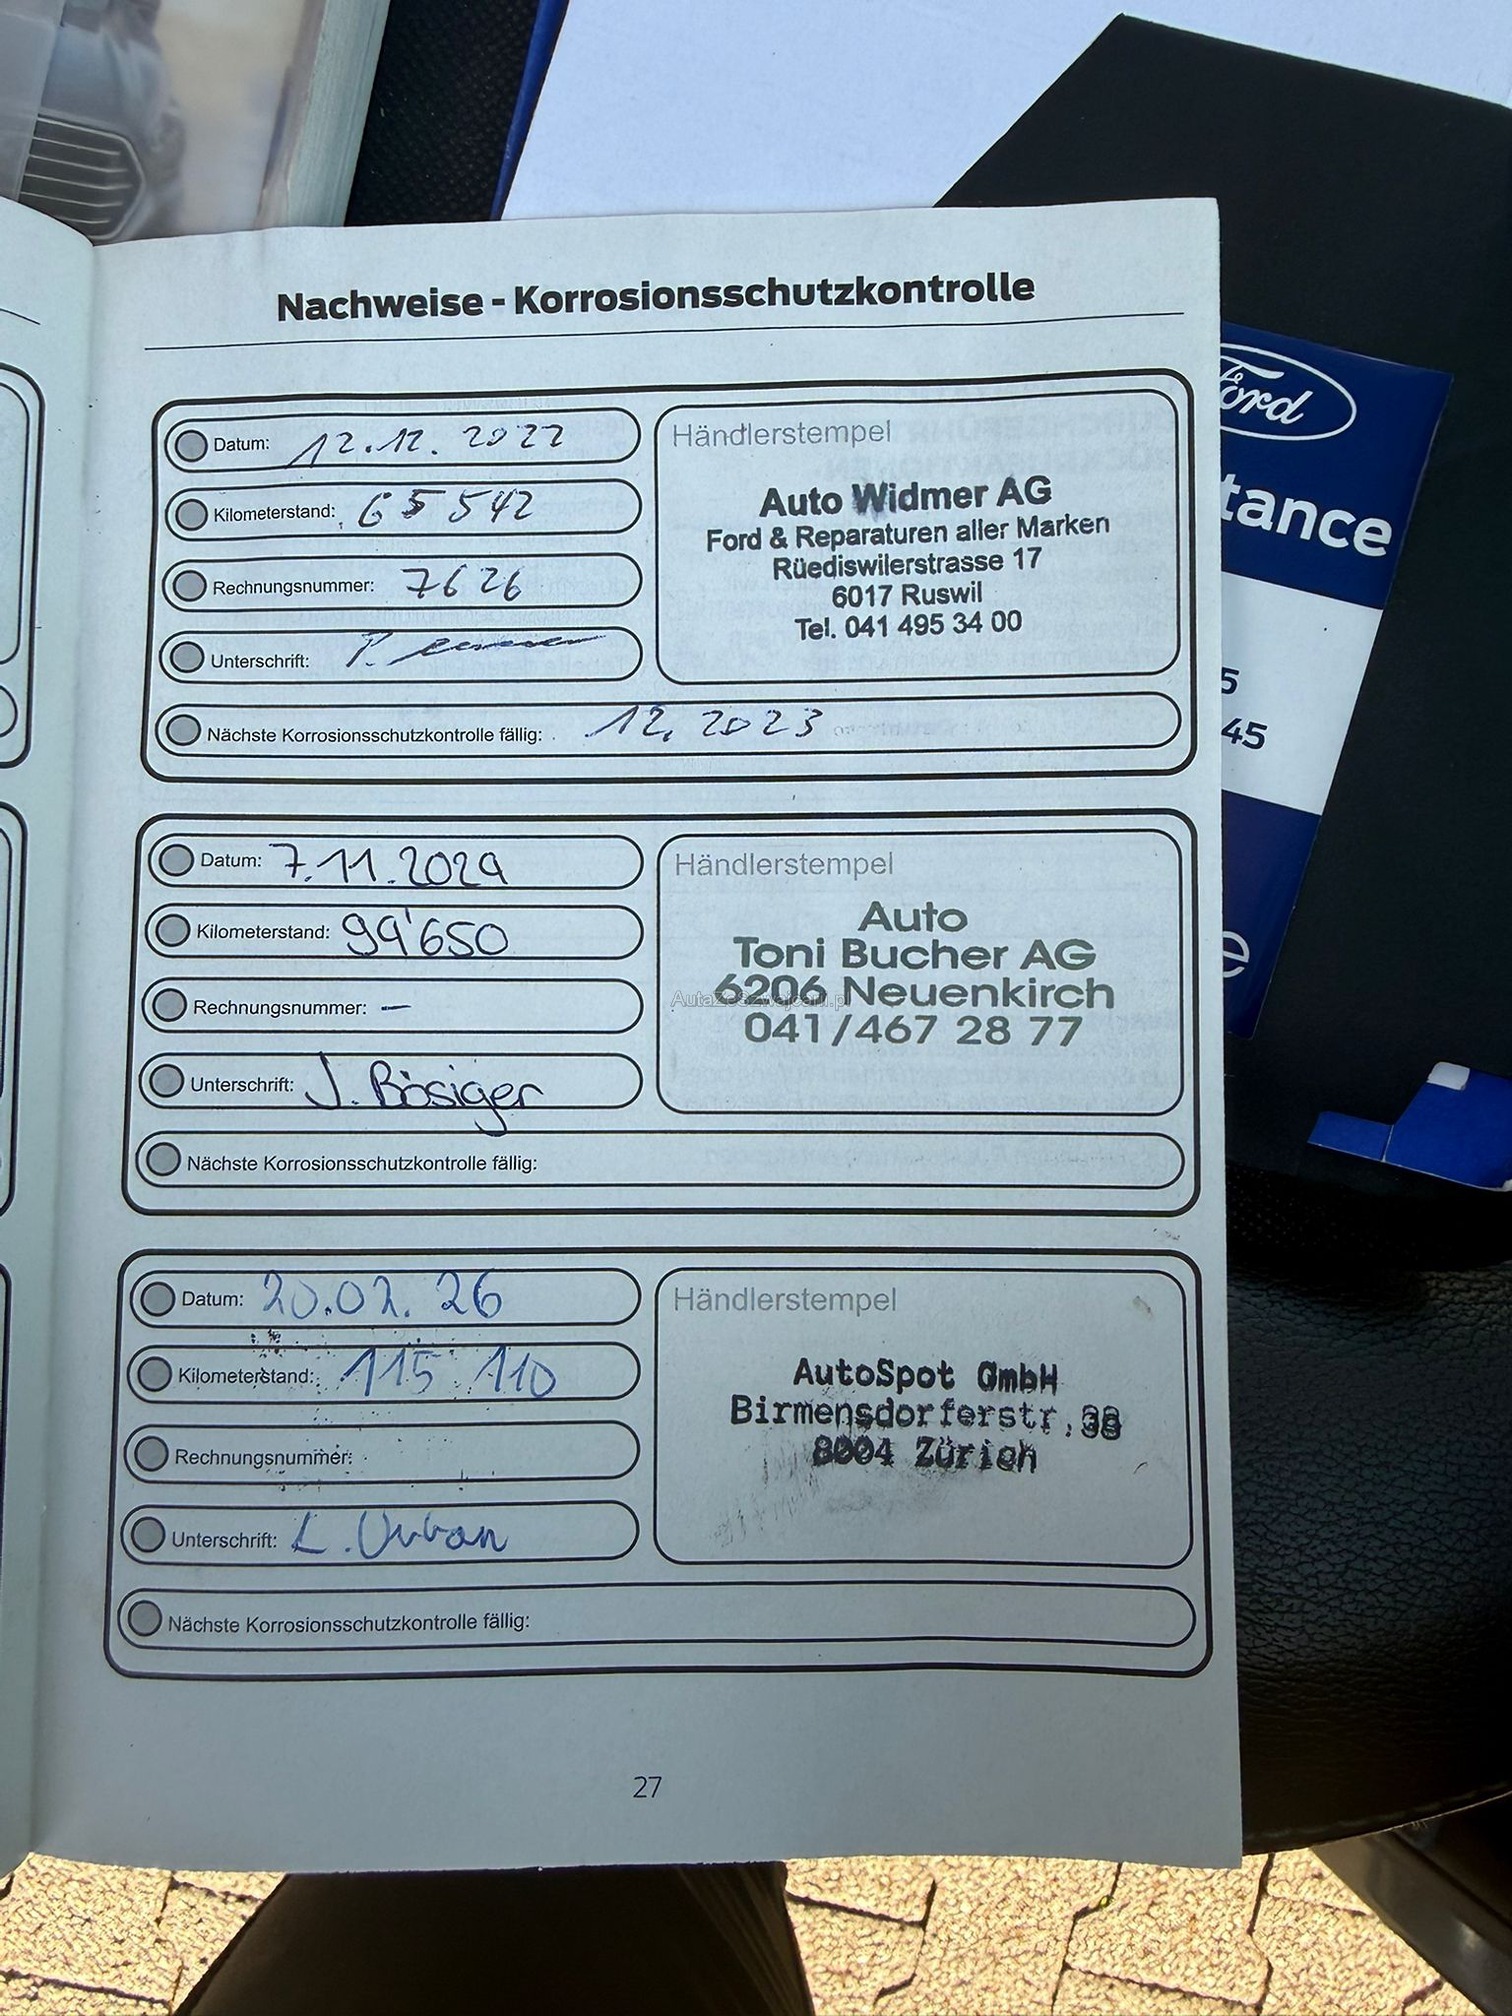 Nachweise - Korrosionsschutzkontrolle
Datum: 12.12.2022
Kilometerstand: 65 542
Rechnungsnummer: 7626
Unterschrift: P.
Nächste Korrosionsschutzkontrolle fällig: 12.2023
Händlerstempel
Auto Widmer AG
Ford & Reparaturen aller Marken
Rüediswilerstrasse 17
6017 Ruswil
Tel. 041 495 34 00
Datum: 7.11.2024
Kilometerstand: 99'650
Rechnungsnummer: –
Unterschrift: J. Bösiger
Nächste Korrosionsschutzkontrolle fällig:
Händlerstempel
Auto
Toni Bucher AG
6206 Neuenkirch
041/467 28 77
AutaZeSzwajcarii.pl
Datum: 20.02.26
Kilometerstand: 115 110
Rechnungsnummer:
Unterschrift: L. Urban
Nächste Korrosionsschutzkontrolle fällig:
Händlerstempel
AutoSpot GmbH
Birmensdorferstr. 38
8004 Zürich
27
Ford
tance
5
45
e